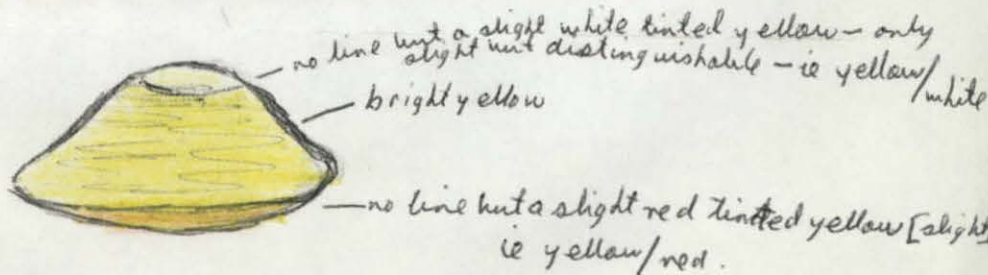 no line but a slight white tinted yellow - only
slight but distinguishable - ie yellow/
white
bright yellow
no line but a slight red tinted yellow [slight]
ie yellow/red.